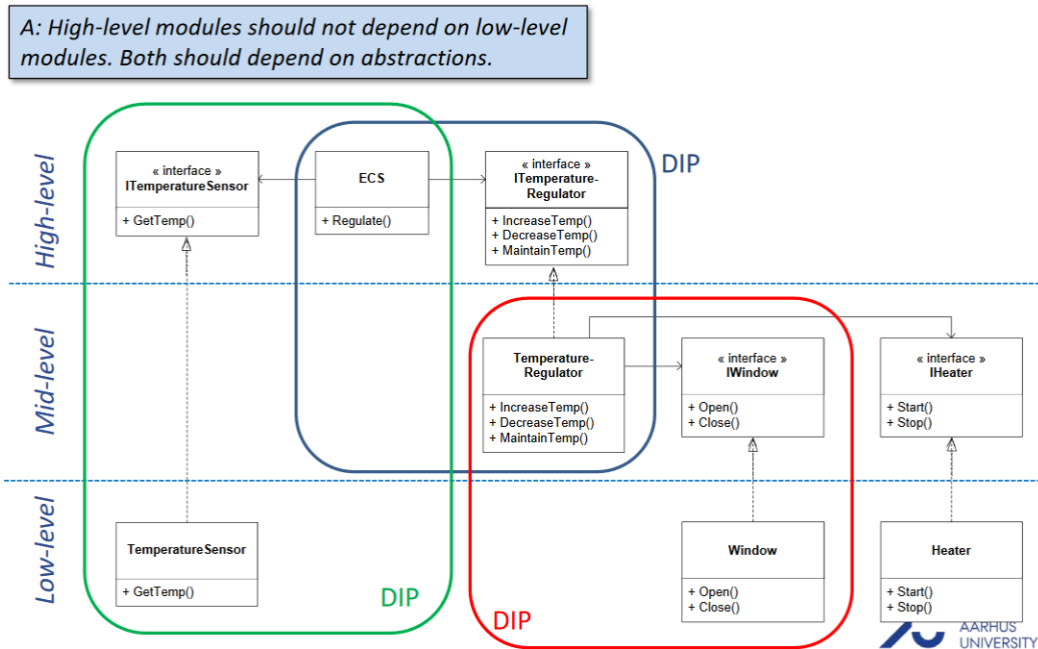 A: High-level modules should not depend on low-level
modules. Both should depend on abstractions.
High-level
« interface »
ITemperatureSensor
+ GetTemp()
ECS
+ Regulate()
« interface »
ITemperature-
Regulator
+ IncreaseTemp()
+ DecreaseTemp()
+ MaintainTemp()
DIP
Mid-level
Temperature-
Regulator
+ IncreaseTemp()
+ DecreaseTemp()
+ MaintainTemp()
« interface »
IWindow
+ Open()
+ Close()
« interface »
IHeater
+ Start()
+ Stop()
Low-level
TemperatureSensor
+ GetTemp()
DIP
Window
+ Open()
+ Close()
DIP
Heater
+ Start()
+ Stop()
AARHUS
UNIVERSITY